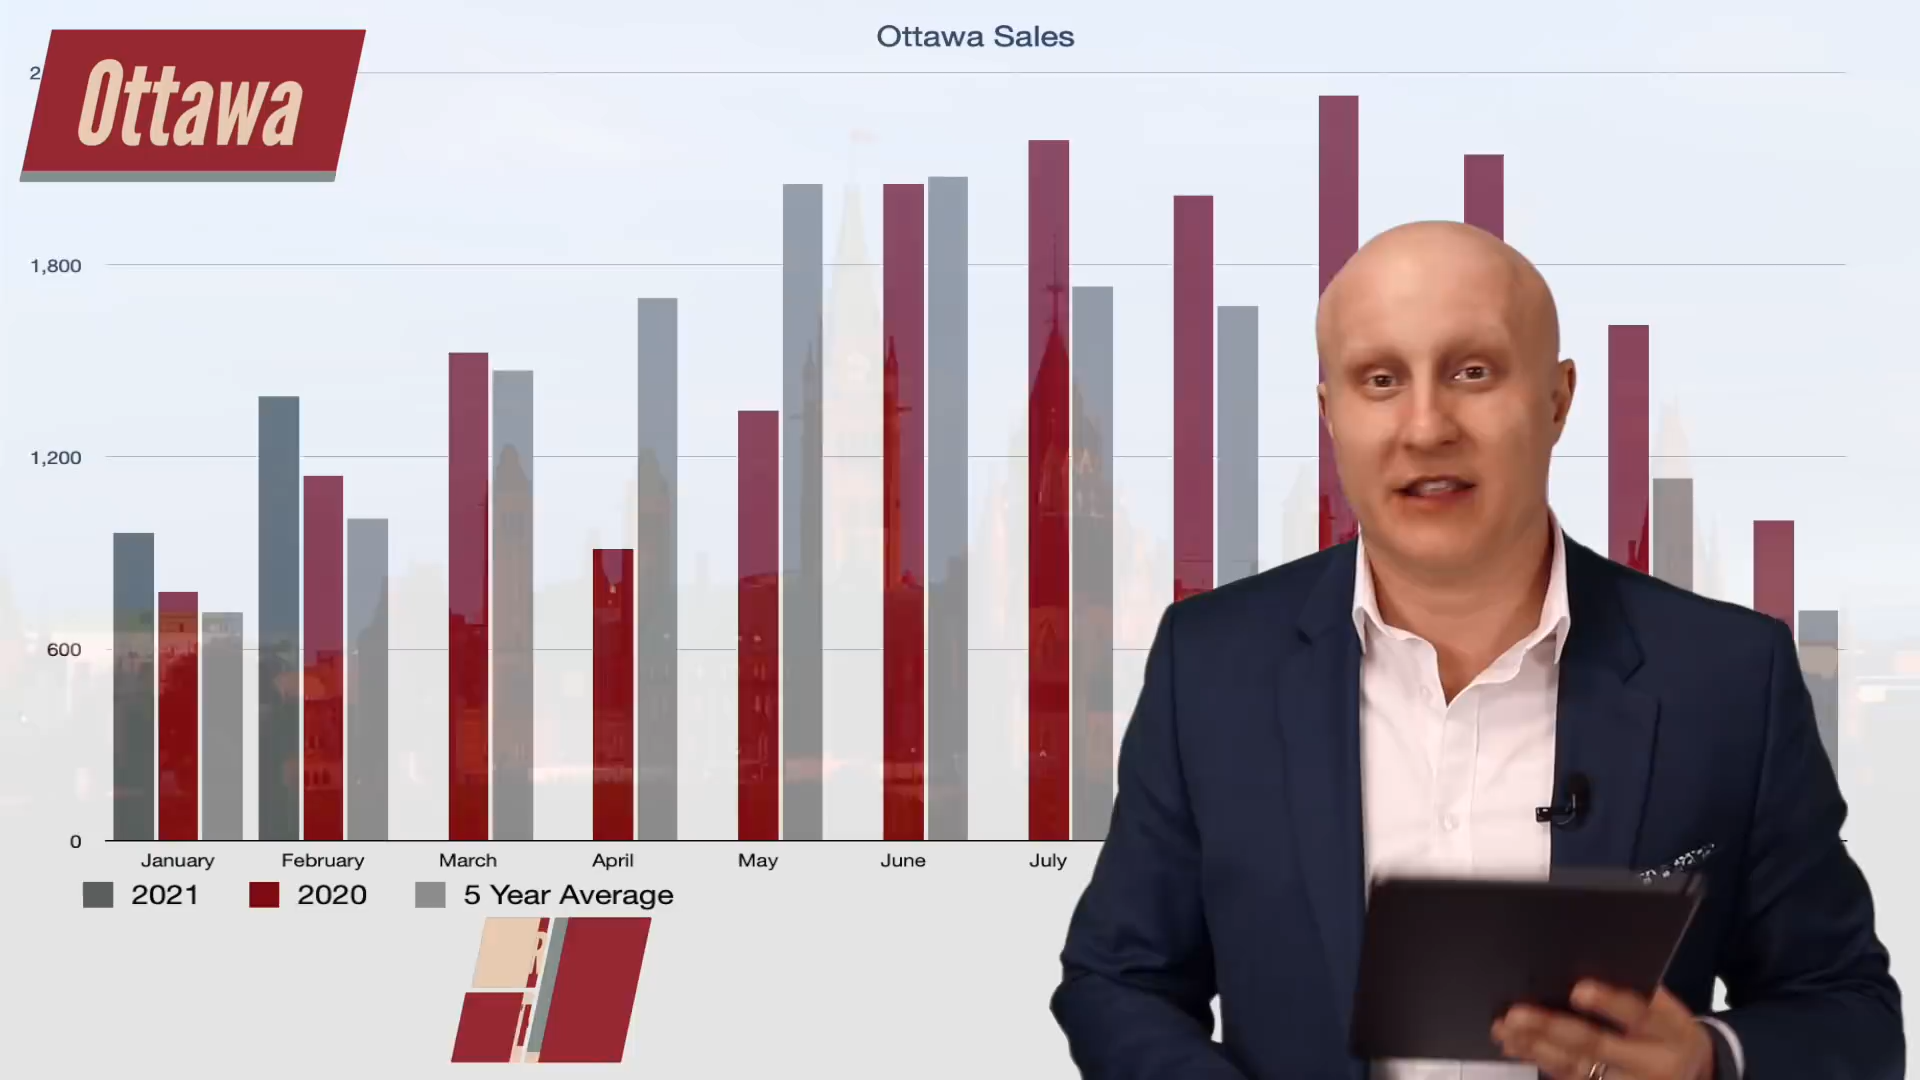 Ottawa Sales
Ottawa
2
1,800
1,200
600
0
January February March April May June July
2021 2020 5 Year Average